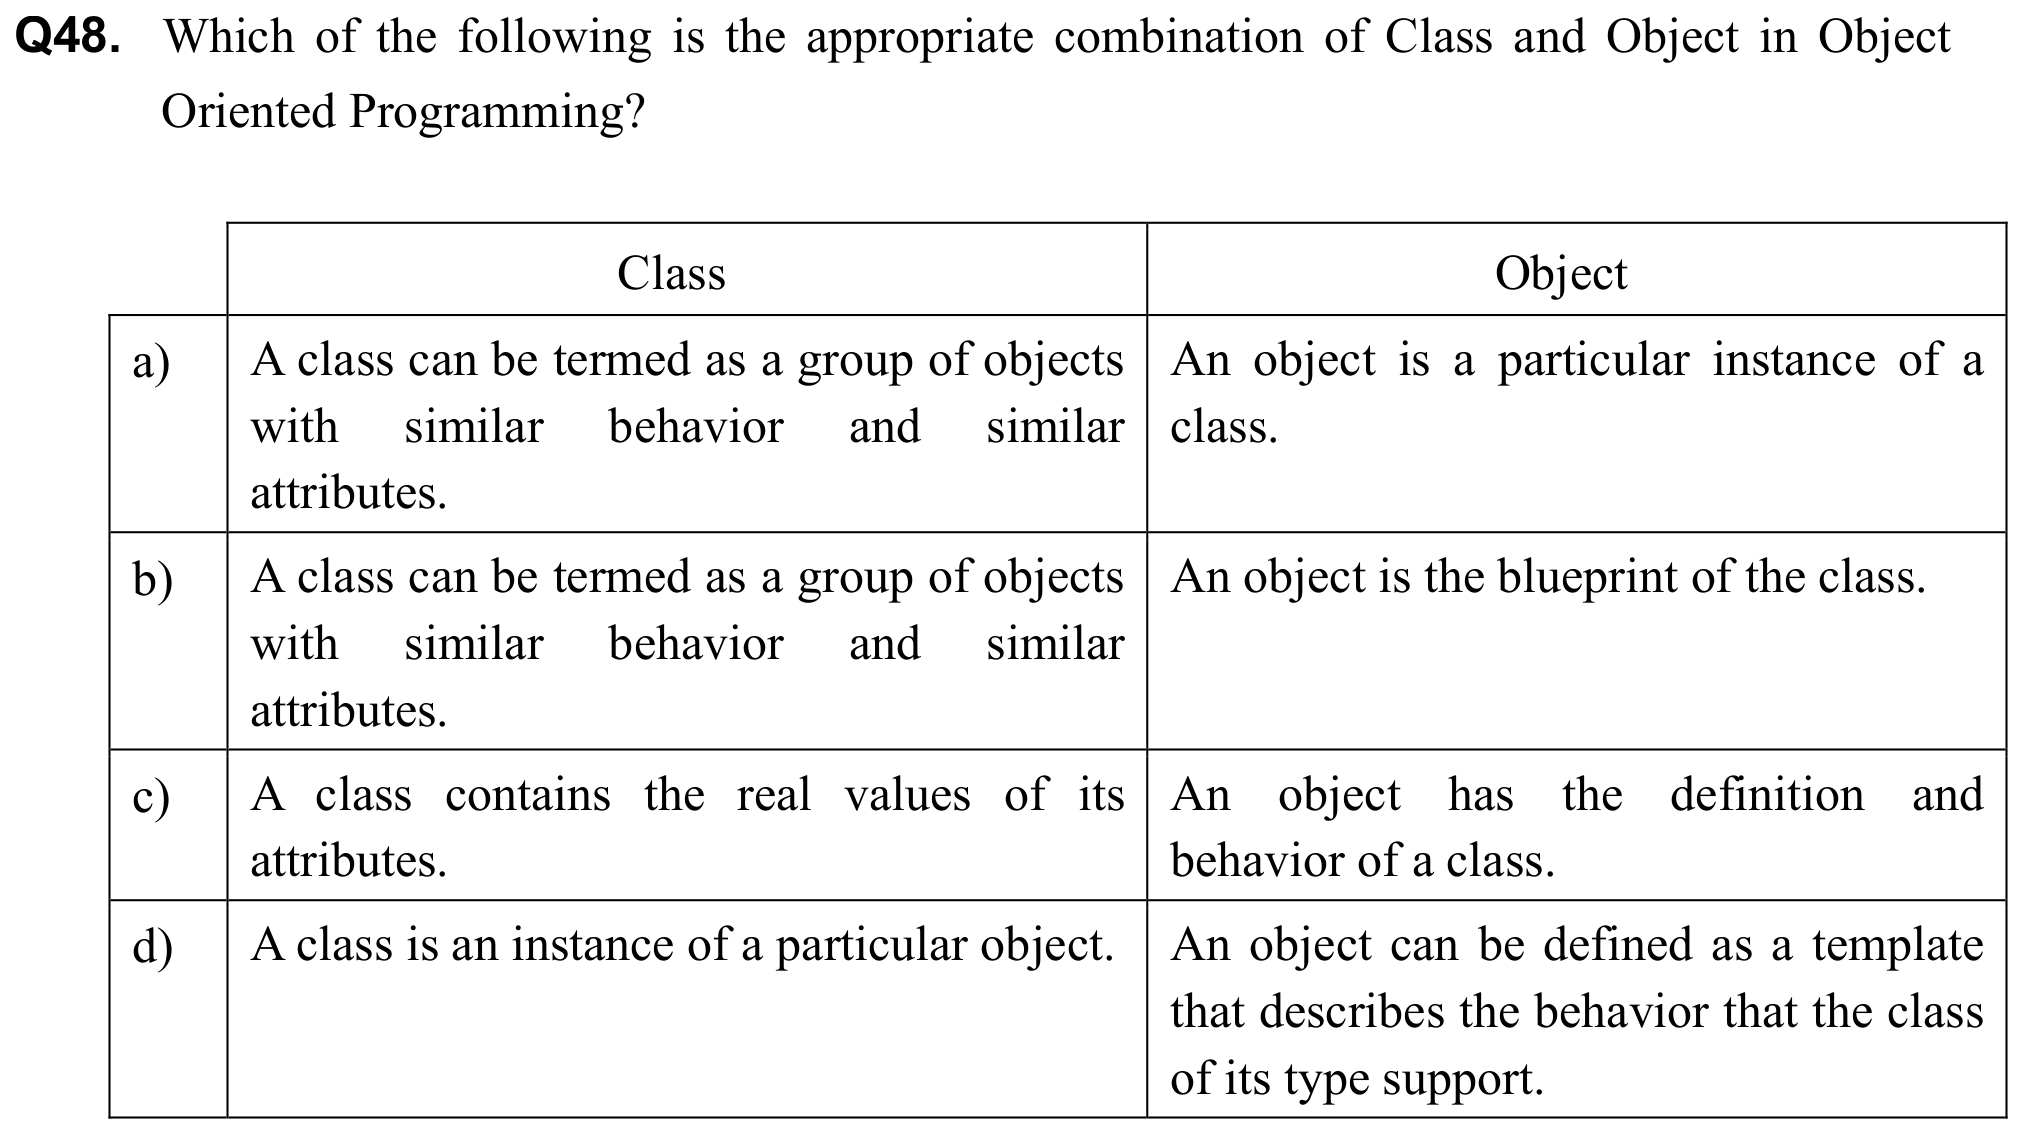 Q48. Which of the following is the appropriate combination of Class and Object in Object
Oriented Programming?
Class Object
a) A class can be termed as a group of objects An object is a particular instance of a
with similar behavior and similar class.
attributes.
b) A class can be termed as a group of objects An object is the blueprint of the class.
with similar behavior and similar
attributes.
c) A class contains the real values of its An object has the definition and
attributes. behavior of a class.
d) A class is an instance of a particular object. An object can be defined as a template
that describes the behavior that the class
of its type support.